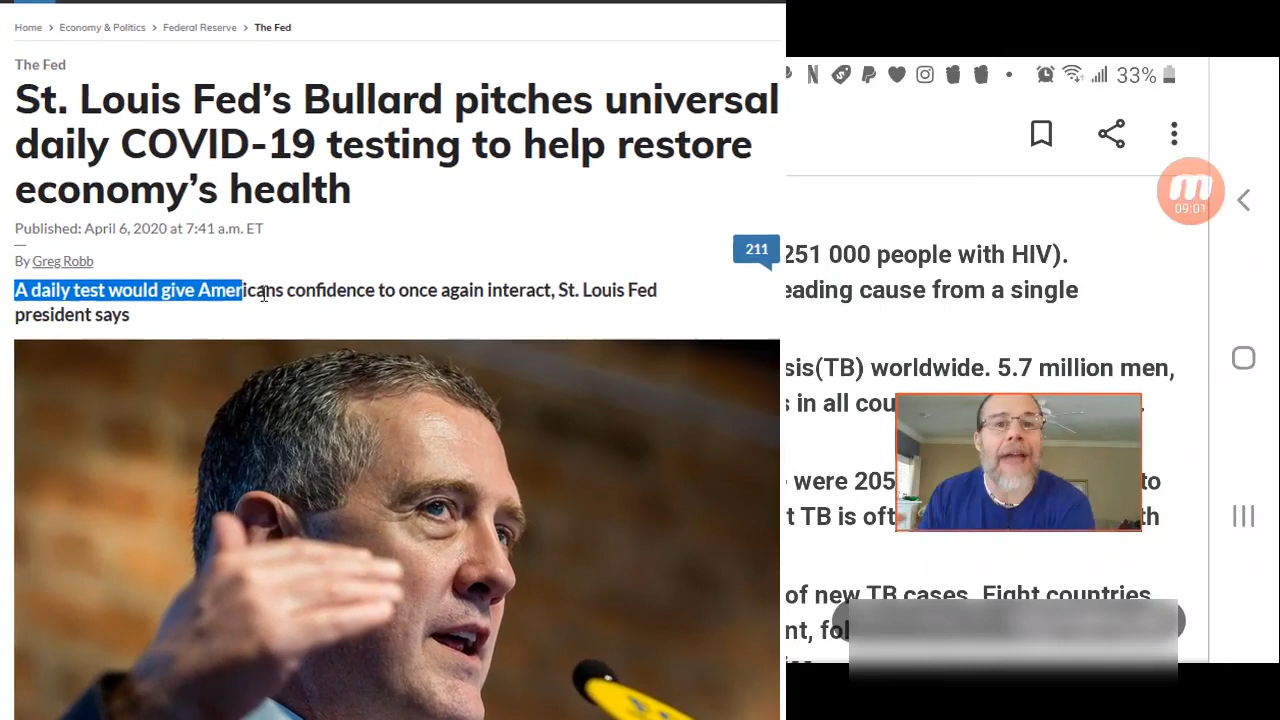 Home > Economy & Politics > Federal Reserve > The Fed
The Fed
St. Louis Fed's Bullard pitches universal
daily COVID-19 testing to help restore
economy's health
Published: April 6, 2020 at 7:41 a.m. ET
By Greg Robb
211
A daily test would give Americans confidence to once again interact, St. Louis Fed
president says
33%
09:01
251 000 people with HIV).
eading cause from a single
sis(TB) worldwide. 5.7 million men,
s in all
were 205 to
t TB is
of new TB cases. Eight countries
nt,